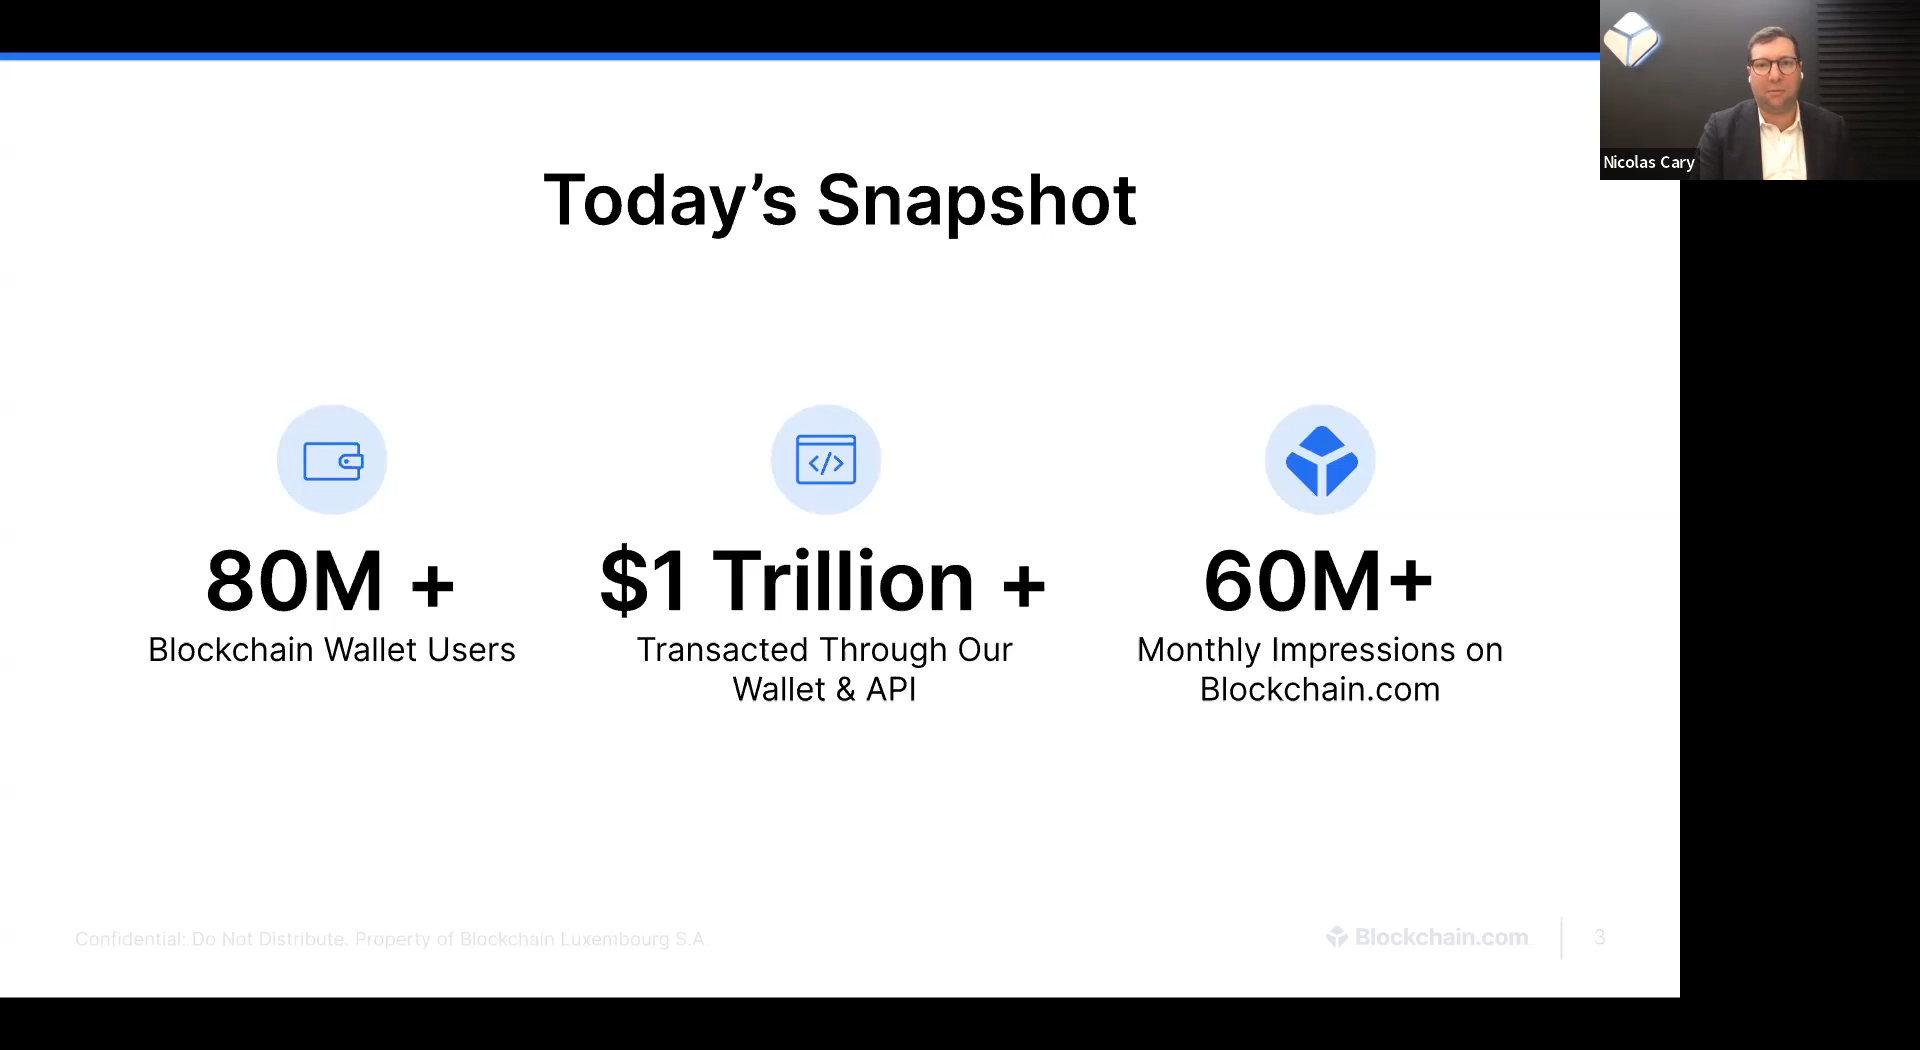 Nicolas Cary
Today’s Snapshot
</>
80M +
Blockchain Wallet Users
$1 Trillion +
Transacted Through Our
Wallet & API
60M+
Monthly Impressions on
Blockchain.com
Confidential: Do Not Distribute. Property of Blockchain Luxembourg S.A
Blockchain.com
3